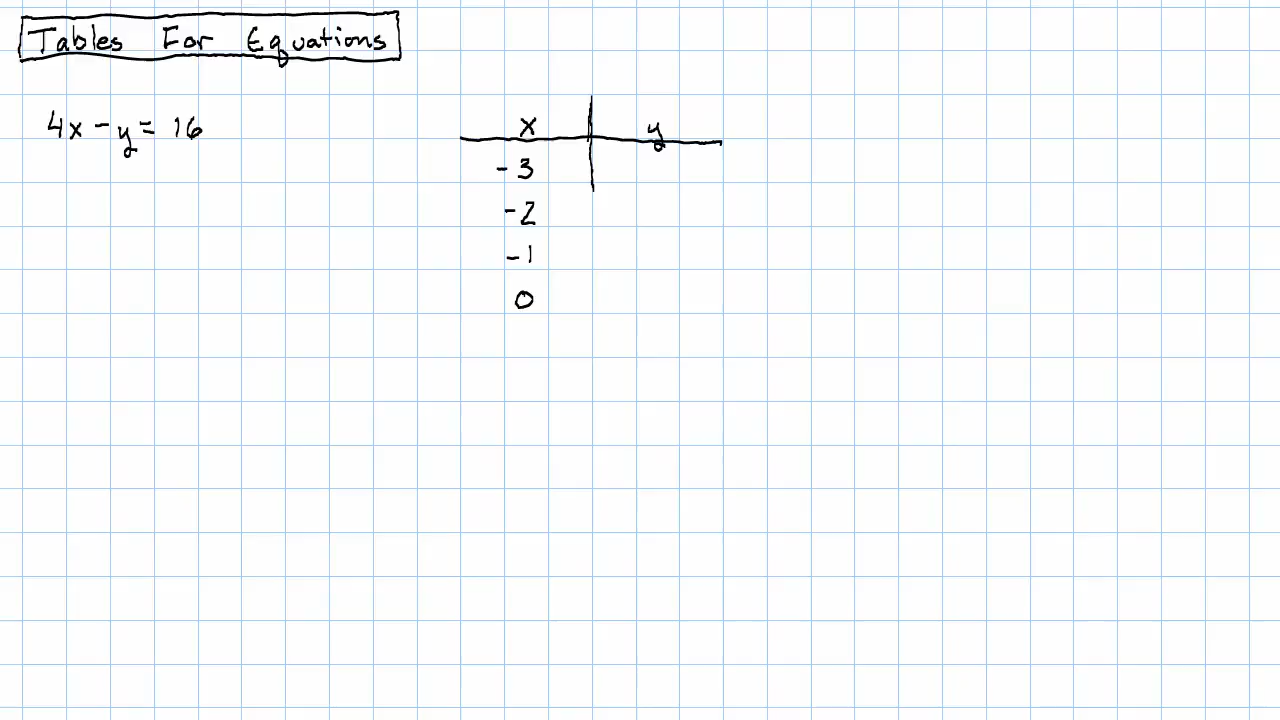 Tables For Equations
4x - y = 16
x y
-3
-2
-1
0